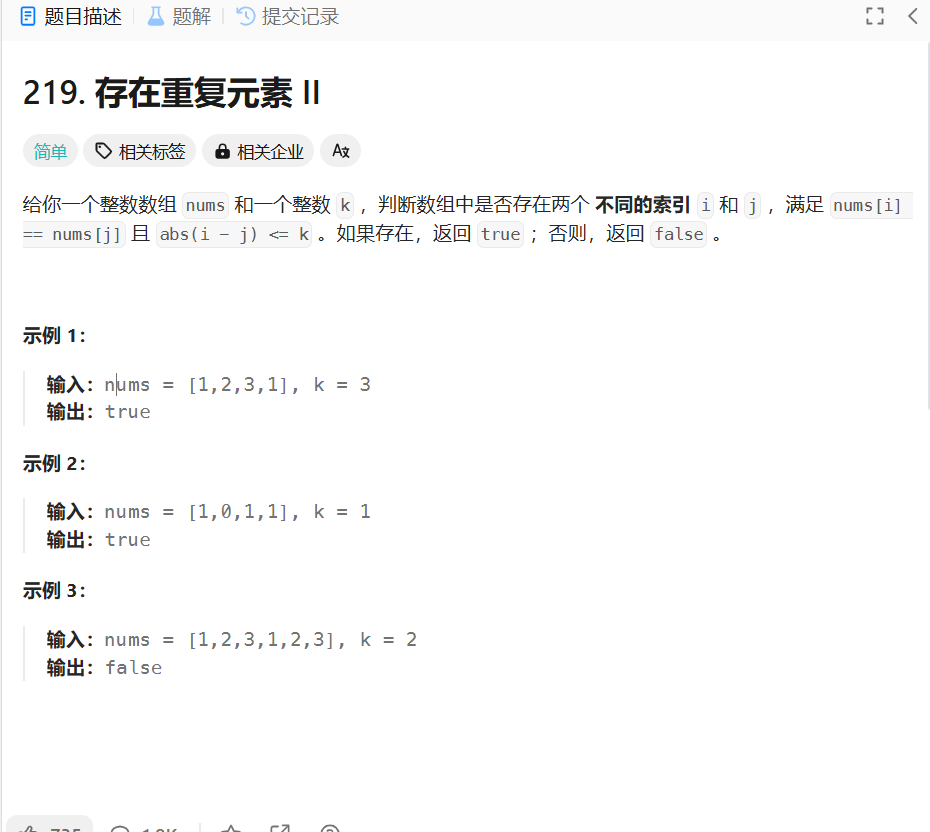 题目描述 题解 提交记录
219. 存在重复元素 II
简单 相关标签 相关企业 Aあ
给你一个整数数组 nums 和一个整数 k ，判断数组中是否存在两个 不同的索引 i 和 j ，满足 nums[i]
== nums[j] 且 abs(i - j) <= k 。如果存在，返回 true ；否则，返回 false 。
示例 1：
输入：nums = [1,2,3,1], k = 3
输出：true
示例 2：
输入：nums = [1,0,1,1], k = 1
输出：true
示例 3：
输入：nums = [1,2,3,1,2,3], k = 2
输出：false